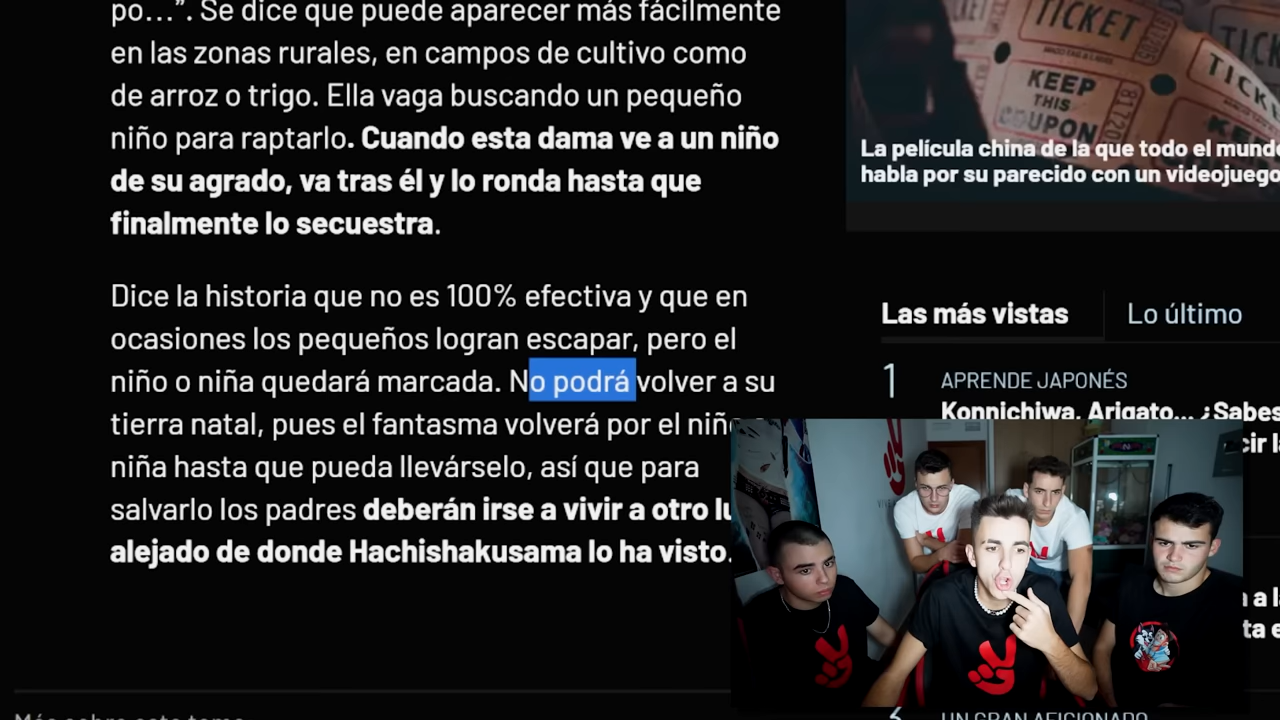 po…”. Se dice que puede aparecer más fácilmente
en las zonas rurales, en campos de cultivo como
de arroz o trigo. Ella vaga buscando un pequeño
niño para raptarlo. Cuando esta dama ve a un niño
de su agrado, va tras él y lo ronda hasta que
finalmente lo secuestra.
Dice la historia que no es 100% efectiva y que en
ocasiones los pequeños logran escapar, pero el
niño o niña quedará marcada. No podrá volver a su
tierra natal, pues el fantasma volverá por el
niña hasta que pueda llevárselo, así que para
salvarlo los padres deberán irse a vivir a otro
alejado de donde Hachishakusama lo ha visto.
TICKET
KEEP
THIS
COUPON
La película china de la que todo el
habla por su parecido con un videojuego
Las más vistas
Lo último
1
APRENDE JAPONÉS
Konnichiwa, Arigato... ¿Sabes